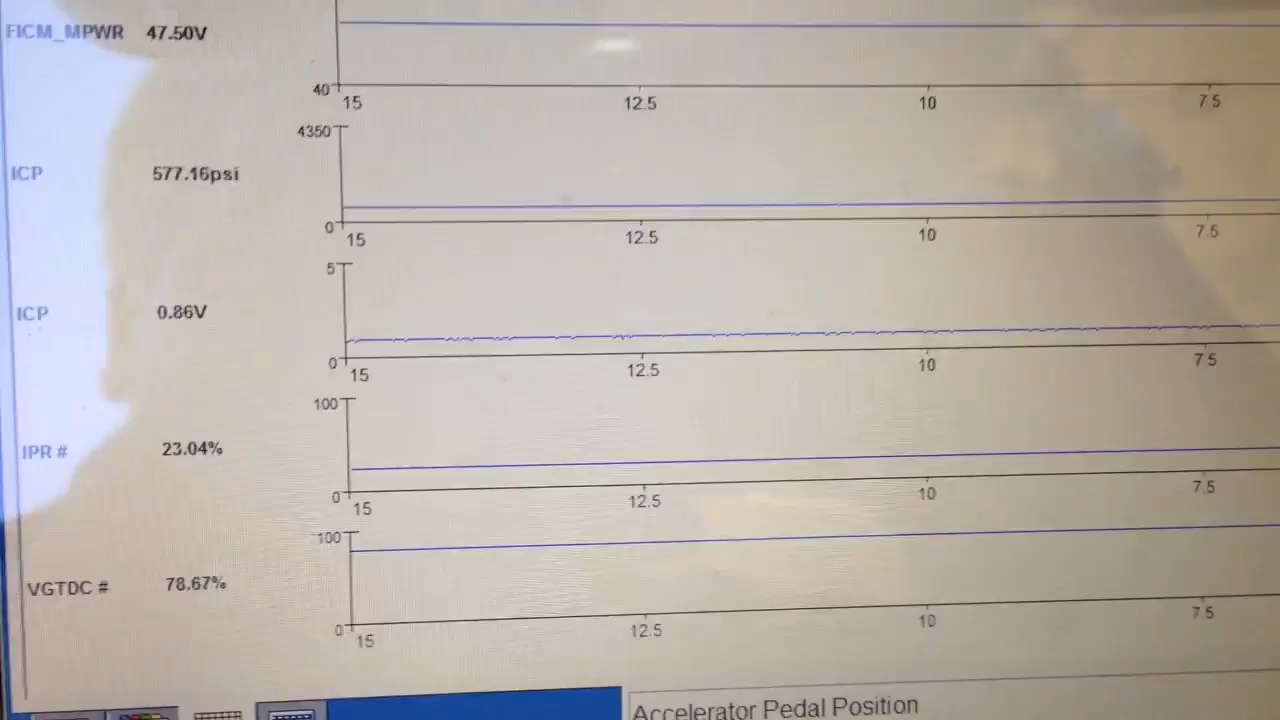 FICM_MPWR 47.50V
40
15 12.5 10 7.5
4350
ICP 577.16psi
0
15 12.5 10 7.5
5
ICP 0.86V
0
15 12.5 10 7.5
100
IPR # 23.04%
0
15 12.5 10 7.5
100
VGTDC # 78.67%
0
15 12.5 10 7.5
Accelerator Pedal Position